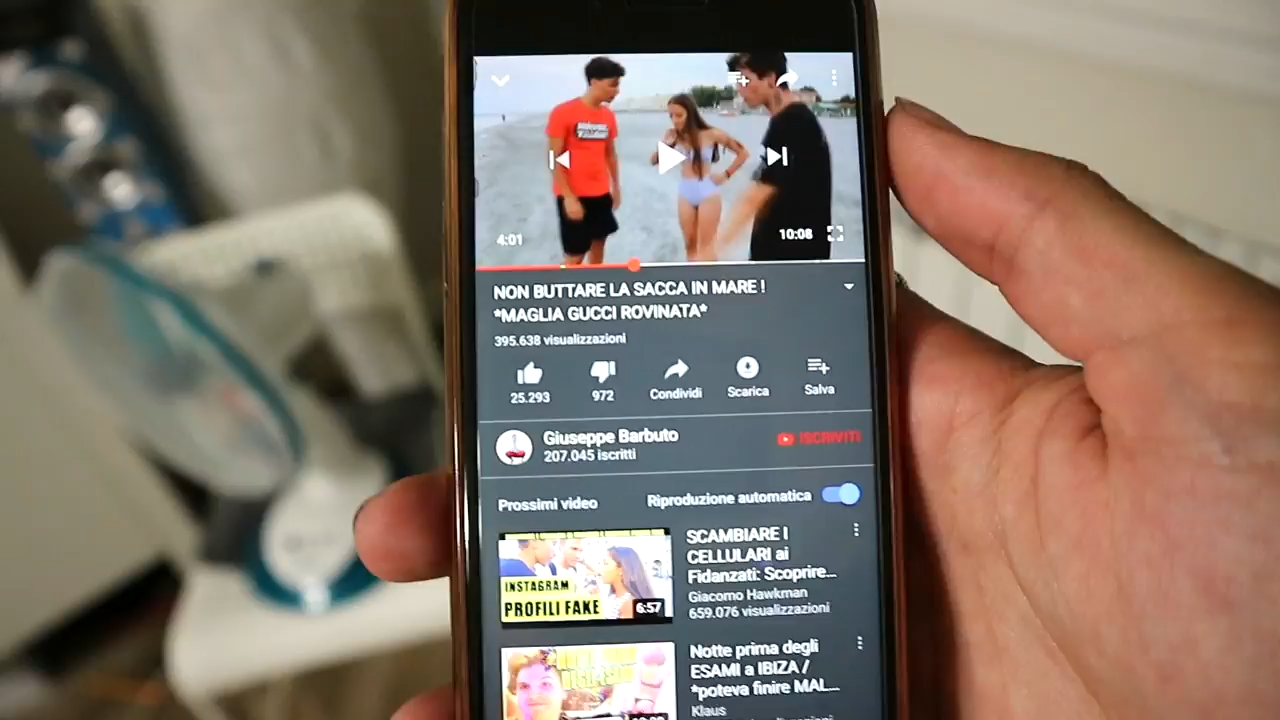 4:01
10:08
NON BUTTARE LA SACCA IN MARE !
*MAGLIA GUCCI ROVINATA*
395.638 visualizzazioni
25.293
972
Condividi
Scarica
Salva
Giuseppe Barbuto
207.045 iscritti
ISCRIVITI
Prossimi video
Riproduzione automatica
INSTAGRAM
PROFILI FAKE
6:57
SCAMBIARE I
CELLULARI ai
Fidanzati: Scoprire...
Giacomo Hawkman
659.076 visualizzazioni
Notte prima degli
ESAMI a IBIZA /
*poteva finire MAL...
Klaus